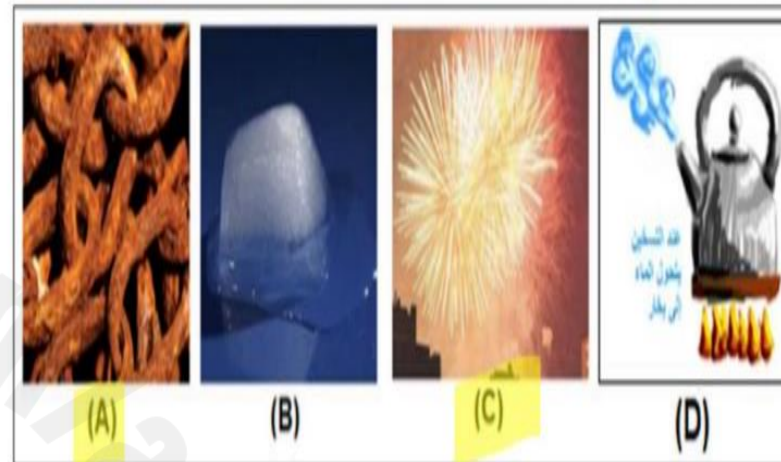 عند التسخين
يتحول الماء
إلى بخار
(A)
(B)
(C)
(D)